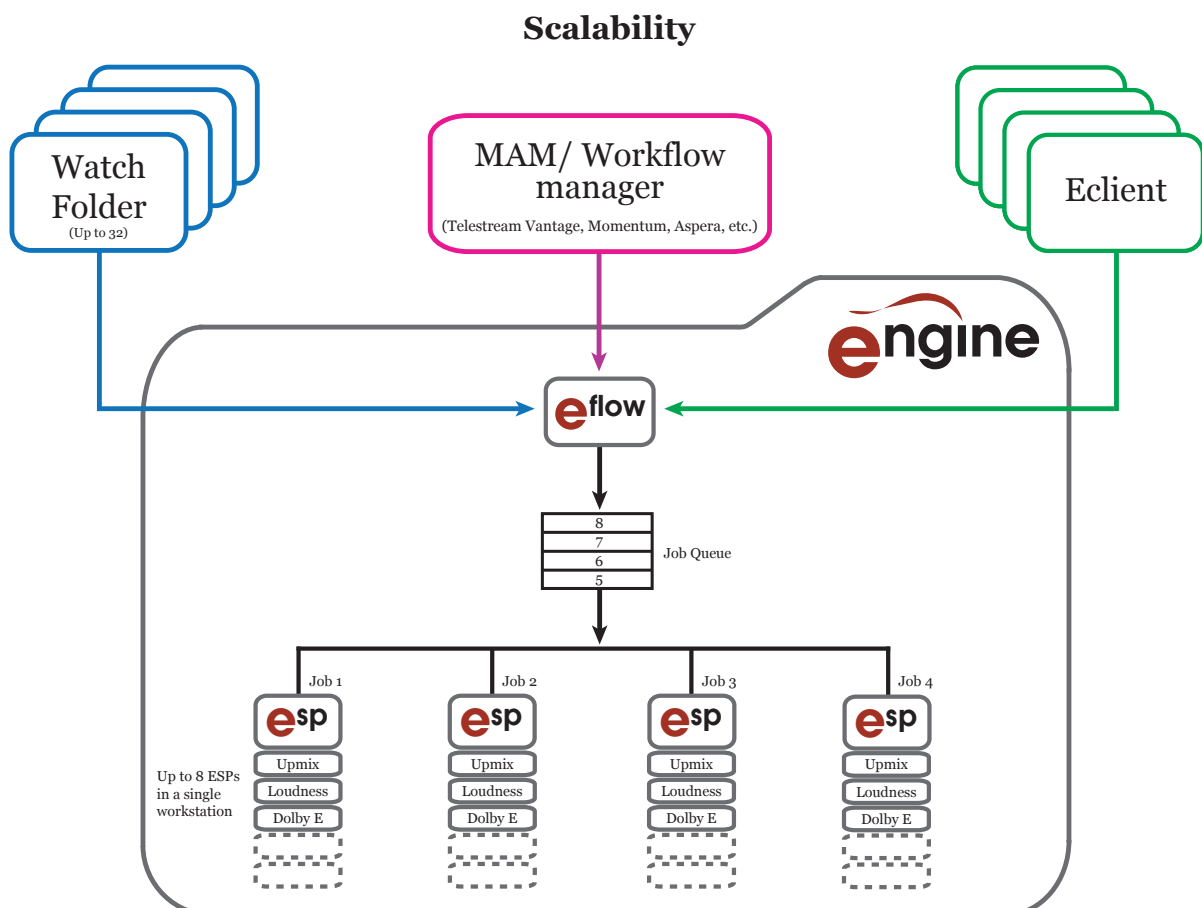 Scalability
Watch
Folder
(Up to 32)
MAM/ Workflow
manager
(Telestream Vantage, Momentum, Aspera, etc.)
Eclient
engine
eflow
8
7
6
5
Job Queue
Job 1
Job 2
Job 3
Job 4
esp
esp
esp
esp
Up to 8 ESPs
in a single
workstation
Upmix
Upmix
Upmix
Upmix
Loudness
Loudness
Loudness
Loudness
Dolby E
Dolby E
Dolby E
Dolby E